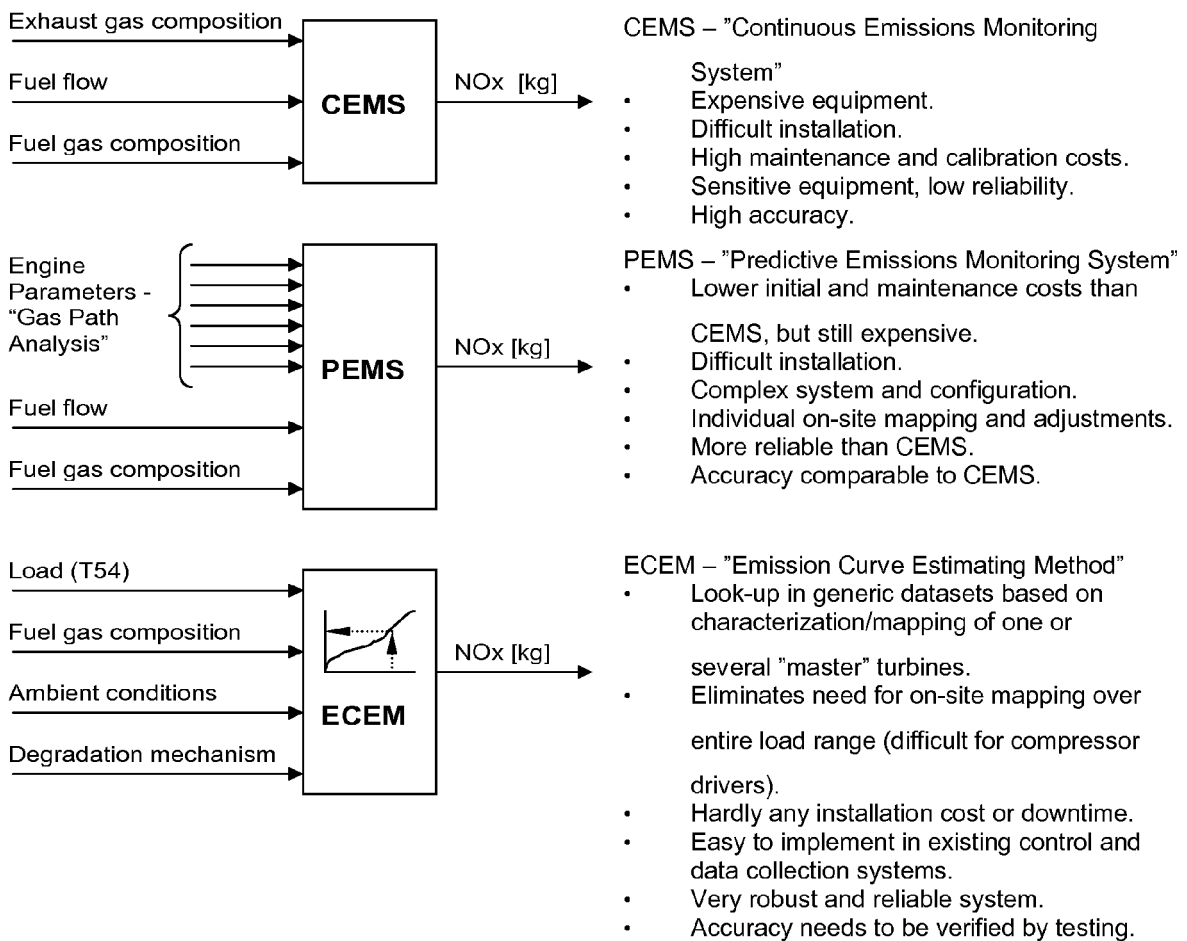 Exhaust gas composition
Fuel flow
Fuel gas composition
CEMS
NOx [kg]
CEMS – ”Continuous Emissions Monitoring
System”
• Expensive equipment.
• Difficult installation.
• High maintenance and calibration costs.
• Sensitive equipment, low reliability.
• High accuracy.
Engine
Parameters -
“Gas Path
Analysis”
Fuel flow
Fuel gas composition
PEMS
NOx [kg]
PEMS – ”Predictive Emissions Monitoring System”
• Lower initial and maintenance costs than
CEMS, but still expensive.
• Difficult installation.
• Complex system and configuration.
• Individual on-site mapping and adjustments.
• More reliable than CEMS.
• Accuracy comparable to CEMS.
Load (T54)
Fuel gas composition
Ambient conditions
Degradation mechanism
ECEM
NOx [kg]
ECEM – ”Emission Curve Estimating Method”
• Look-up in generic datasets based on
characterization/mapping of one or
several ”master” turbines.
• Eliminates need for on-site mapping over
entire load range (difficult for compressor
drivers).
• Hardly any installation cost or downtime.
• Easy to implement in existing control and
data collection systems.
• Very robust and reliable system.
• Accuracy needs to be verified by testing.